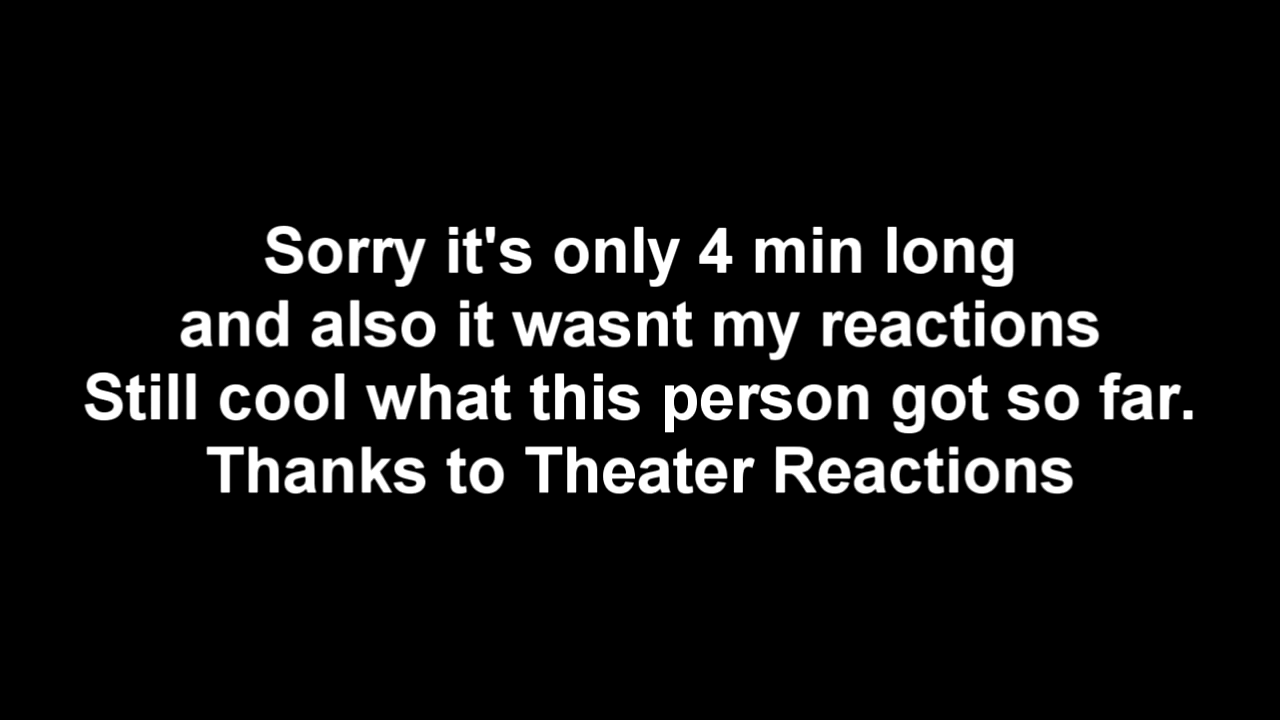 Sorry it's only 4 min long
and also it wasnt my reactions
Still cool what this person got so far.
Thanks to Theater Reactions